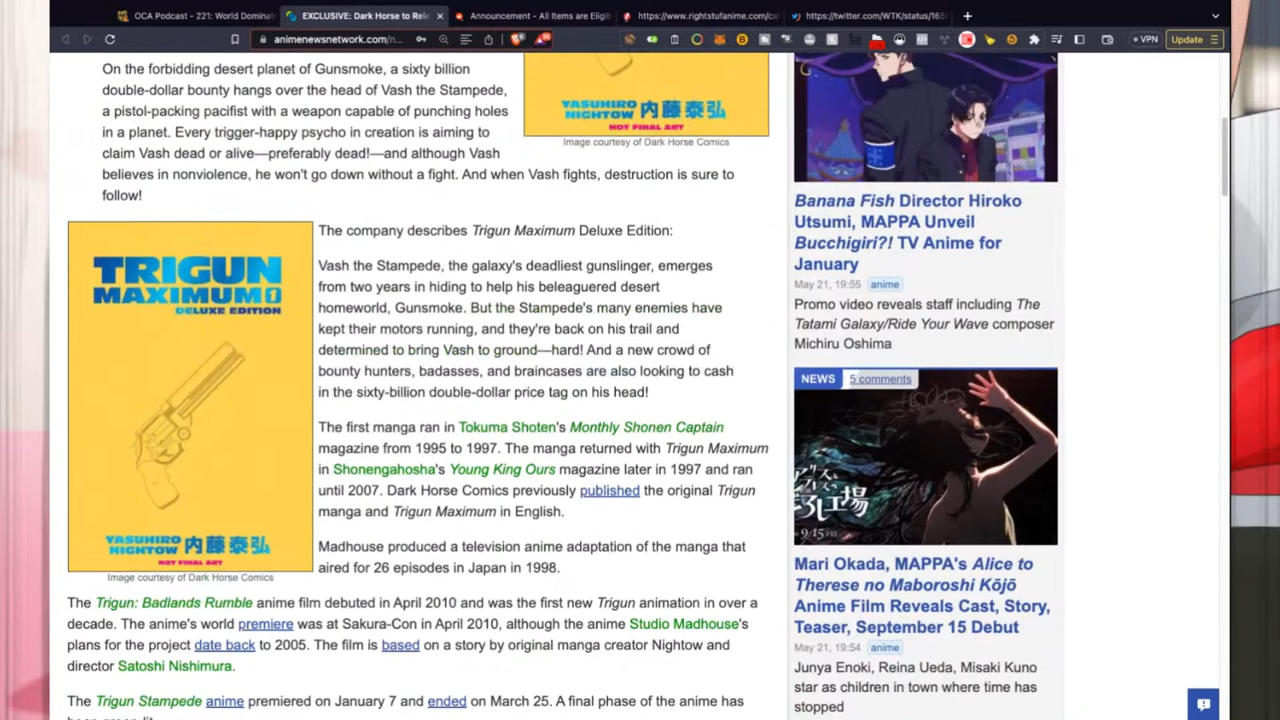 OCA Podcast - 221: World Dominat
EXCLUSIVE: Dark Horse to Rele
Announcement - All Items are Eligib
https://www.rightstufanime.com/ca
https://twitter.com/WTK/status/165
animenewsnetwork.com/n...
VPN
Update
On the forbidding desert planet of Gunsmoke, a sixty billion
double-dollar bounty hangs over the head of Vash the Stampede,
a pistol-packing pacifist with a weapon capable of punching holes
in a planet. Every trigger-happy psycho in creation is aiming to
claim Vash dead or alive—preferably dead!—and although Vash
believes in nonviolence, he won't go down without a fight. And when Vash fights, destruction is sure to
follow!
YASUHIRO
NIGHTOW 内藤泰弘
NOT FINAL ART
Image courtesy of Dark Horse Comics
TRIGUN
MAXIMUM 1
DELUXE EDITION
YASUHIRO
NIGHTOW 内藤泰弘
NOT FINAL ART
Image courtesy of Dark Horse Comics
The company describes Trigun Maximum Deluxe Edition:
Vash the Stampede, the galaxy's deadliest gunslinger, emerges
from two years in hiding to help his beleaguered desert
homeworld, Gunsmoke. But the Stampede's many enemies have
kept their motors running, and they're back on his trail and
determined to bring Vash to ground—hard! And a new crowd of
bounty hunters, badasses, and braincases are also looking to cash
in the sixty-billion double-dollar price tag on his head!
The first manga ran in Tokuma Shoten's Monthly Shonen Captain
magazine from 1995 to 1997. The manga returned with Trigun Maximum
in Shonengahosha's Young King Ours magazine later in 1997 and ran
until 2007. Dark Horse Comics previously published the original Trigun
manga and Trigun Maximum in English.
Madhouse produced a television anime adaptation of the manga that
aired for 26 episodes in Japan in 1998.
The Trigun: Badlands Rumble anime film debuted in April 2010 and was the first new Trigun animation in over a
decade. The anime's world premiere was at Sakura-Con in April 2010, although the anime Studio Madhouse's
plans for the project date back to 2005. The film is based on a story by original manga creator Nightow and
director Satoshi Nishimura.
The Trigun Stampede anime premiered on January 7 and ended on March 25. A final phase of the anime has
Banana Fish Director Hiroko
Utsumi, MAPPA Unveil
Bucchigiri?! TV Anime for
January
May 21, 19:55 anime
Promo video reveals staff including The
Tatami Galaxy/Ride Your Wave composer
Michiru Oshima
NEWS 5 comments
9/15
Mari Okada, MAPPA's Alice to
Therese no Maboroshi Kōjō
Anime Film Reveals Cast, Story,
Teaser, September 15 Debut
May 21, 19:54 anime
Junya Enoki, Reina Ueda, Misaki Kuno
star as children in town where time has
stopped